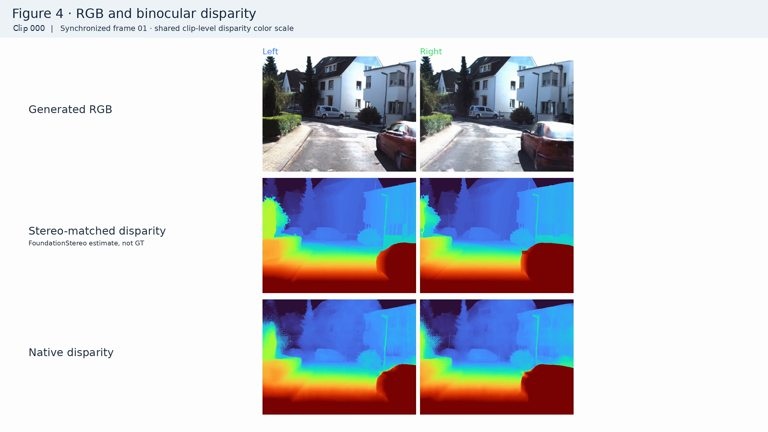 Figure 4 · RGB and binocular disparity
Clip 000 | Synchronized frame 01 · shared clip-level disparity color scale
Left Right
Generated RGB
Stereo-matched disparity
FoundationStereo estimate, not GT
Native disparity